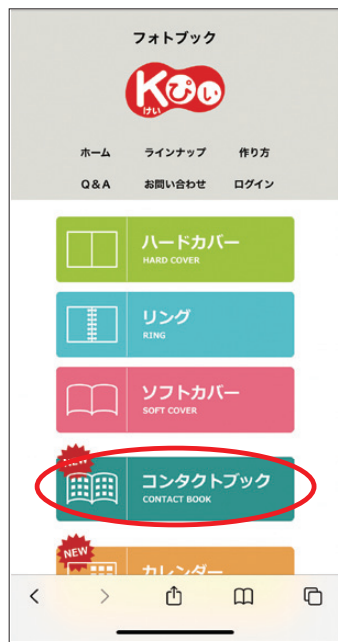 フォトブック
Kぴぃ
けい
ホーム ラインナップ 作り方
Q&A お問い合わせ ログイン
ハードカバー
HARD COVER
リング
RING
ソフトカバー
SOFT COVER
NEW
コンタクトブック
CONTACT BOOK
NEW
カレンダー